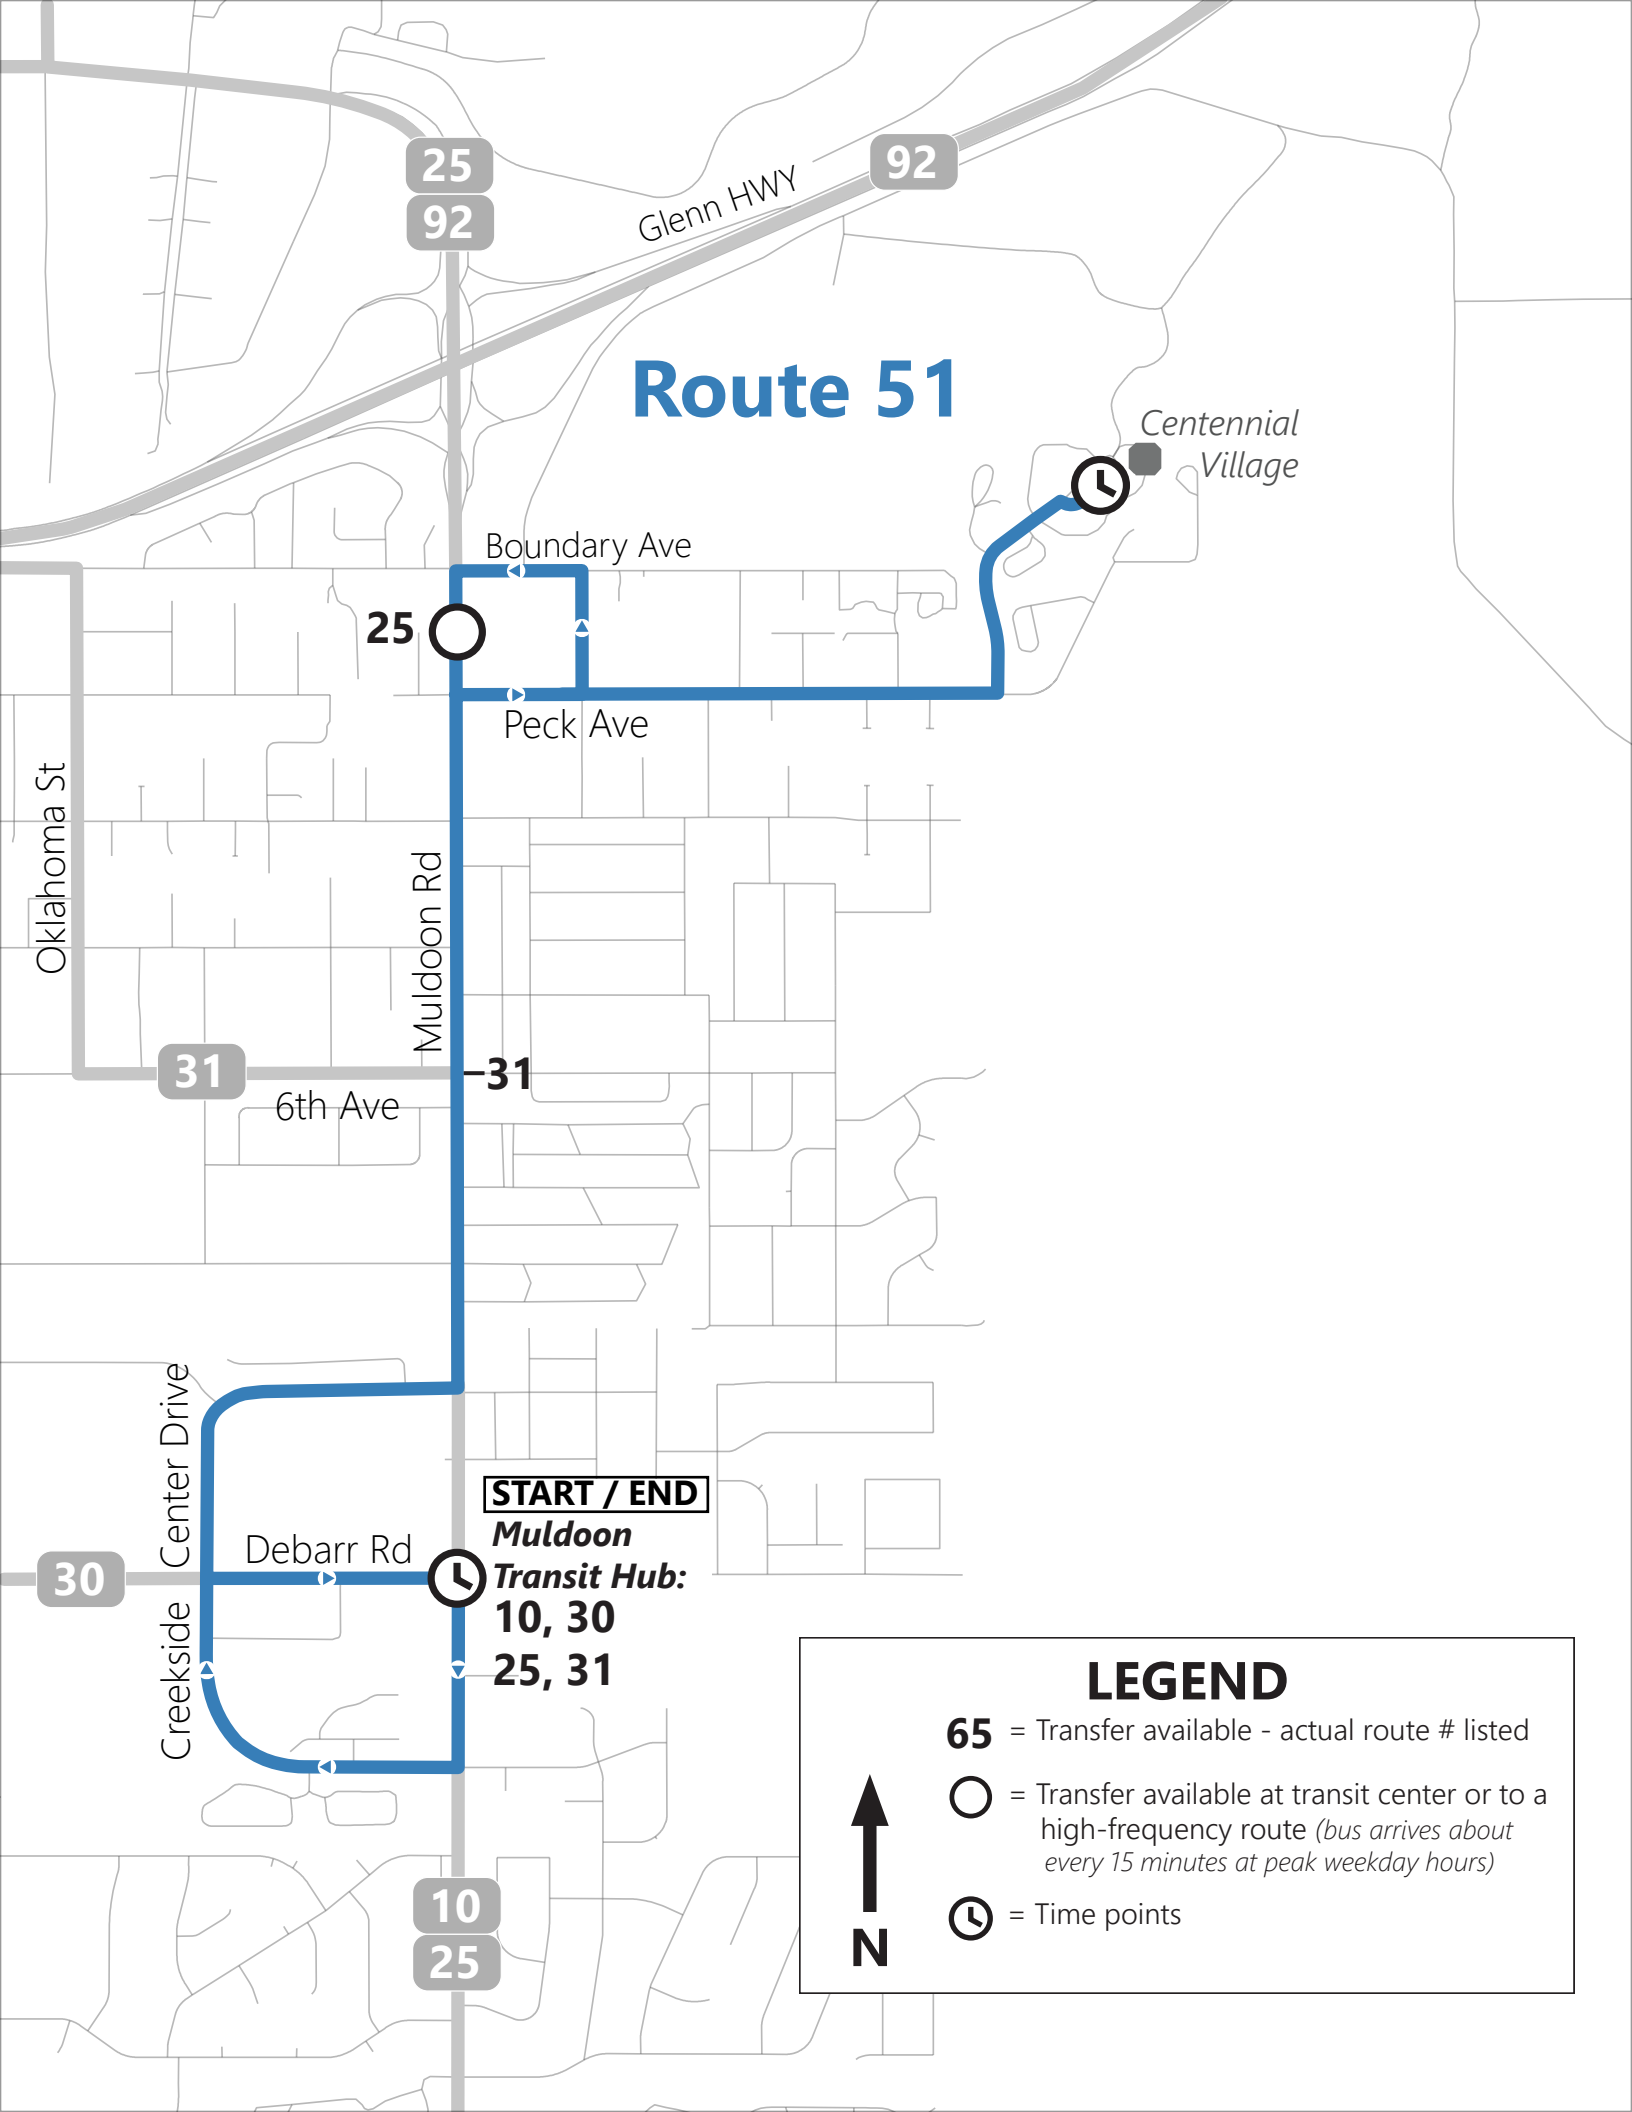 25
92
92
Glenn HWY
Route 51
Centennial
Village
Boundary Ave
25
Peck Ave
Oklahoma St
Muldoon Rd
31
31
6th Ave
Creekside Center Drive
START / END
Muldoon
Transit Hub:
10, 30
25, 31
Debarr Rd
30
10
25
LEGEND
65 = Transfer available - actual route # listed
= Transfer available at transit center or to a
high-frequency route (bus arrives about
every 15 minutes at peak weekday hours)
= Time points
N